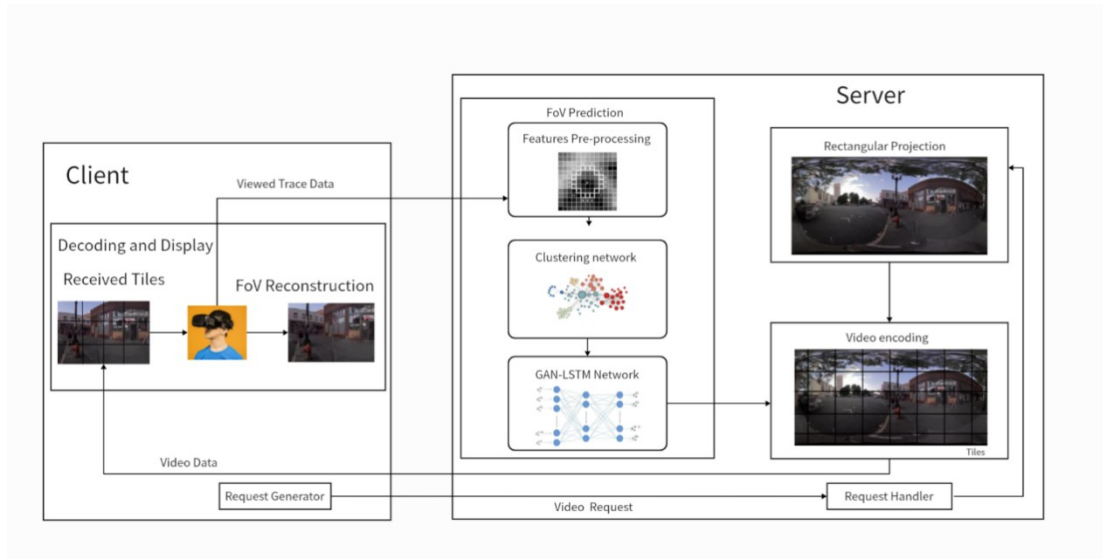 Server
FoV Prediction
Features Pre-processing
Rectangular Projection
Client
Viewed Trace Data
Decoding and Display
Received Tiles
FoV Reconstruction
Clustering network
Video encoding
GAN-LSTM Network
Tiles
Video Data
Request Generator
Request Handler
Video Request